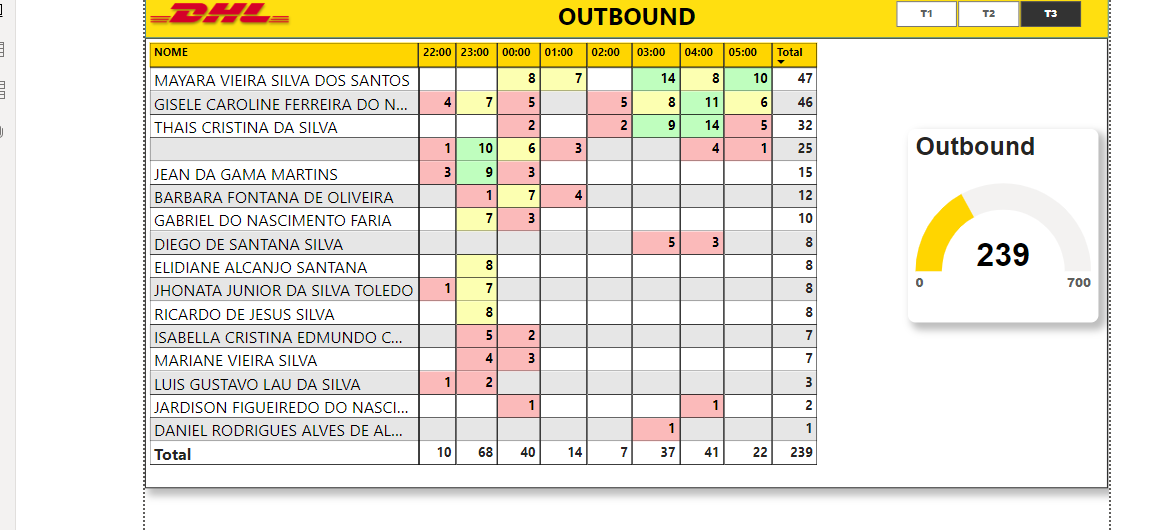 DHL OUTBOUND T1 T2 T3
NOME 22:00 23:00 00:00 01:00 02:00 03:00 04:00 05:00 Total
MAYARA VIEIRA SILVA DOS SANTOS 8 7 14 8 10 47
GISELE CAROLINE FERREIRA DO N... 4 7 5 5 8 11 6 46
THAIS CRISTINA DA SILVA 2 2 9 14 5 32
1 10 6 3 4 1 25
JEAN DA GAMA MARTINS 3 9 3 15
BARBARA FONTANA DE OLIVEIRA 1 7 4 12
GABRIEL DO NASCIMENTO FARIA 7 3 10
DIEGO DE SANTANA SILVA 5 3 8
ELIDIANE ALCANJO SANTANA 8 8
JHONATA JUNIOR DA SILVA TOLEDO 1 7 8
RICARDO DE JESUS SILVA 8 8
ISABELLA CRISTINA EDMUNDO C... 5 2 7
MARIANE VIEIRA SILVA 4 3 7
LUIS GUSTAVO LAU DA SILVA 1 2 3
JARDISON FIGUEIREDO DO NASCI... 1 1 2
DANIEL RODRIGUES ALVES DE AL... 1 1
Total 10 68 40 14 7 37 41 22 239
Outbound
239
0 700